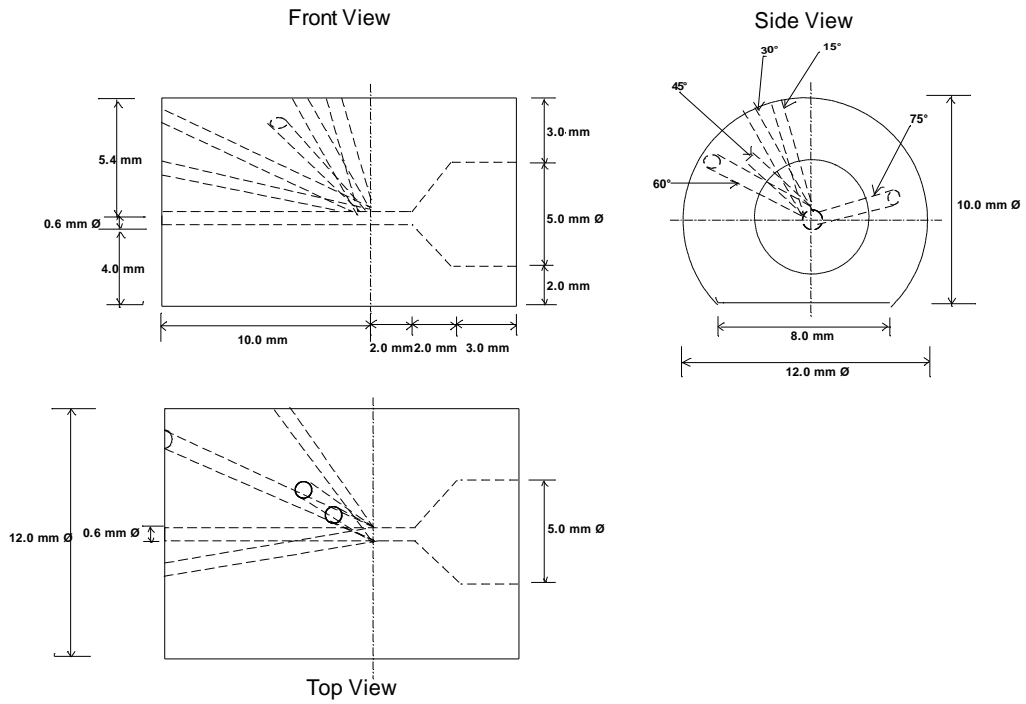 Front View
5.4 mm
0.6 mm Ø
4.0 mm
3.0 mm
5.0 mm Ø
2.0 mm
10.0 mm
2.0 mm
2.0 mm
3.0 mm
Side View
30°
15°
45°
75°
60°
10.0 mm Ø
8.0 mm
12.0 mm Ø
12.0 mm Ø
0.6 mm Ø
5.0 mm Ø
Top View